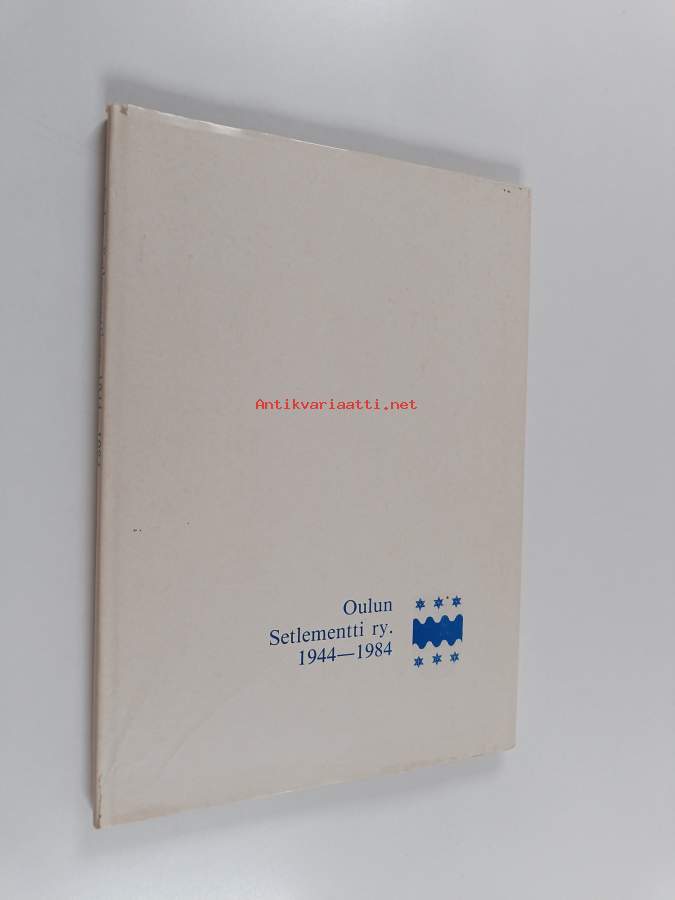 Antikvariaatti.net
Oulun
Setlementti ry.
1944—1984